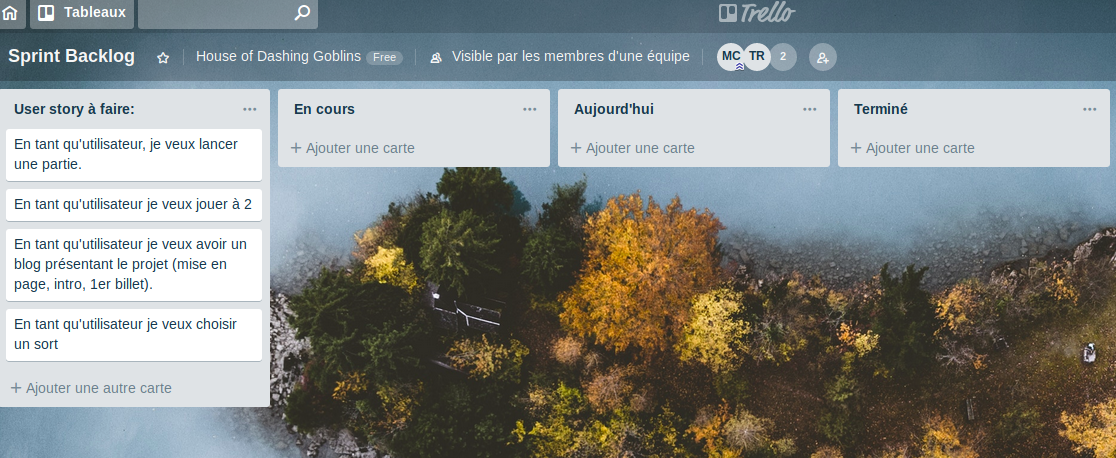 Tableaux
Trello
Sprint Backlog
House of Dashing Goblins Free
Visible par les membres d'une équipe
MC TR 2
User story à faire:
En tant qu'utilisateur, je veux lancer
une partie.
En tant qu'utilisateur je veux jouer à 2
En tant qu'utilisateur je veux avoir un
blog présentant le projet (mise en
page, intro, 1er billet).
En tant qu'utilisateur je veux choisir
un sort
+ Ajouter une autre carte
En cours
+ Ajouter une carte
Aujourd'hui
+ Ajouter une carte
Terminé
+ Ajouter une carte